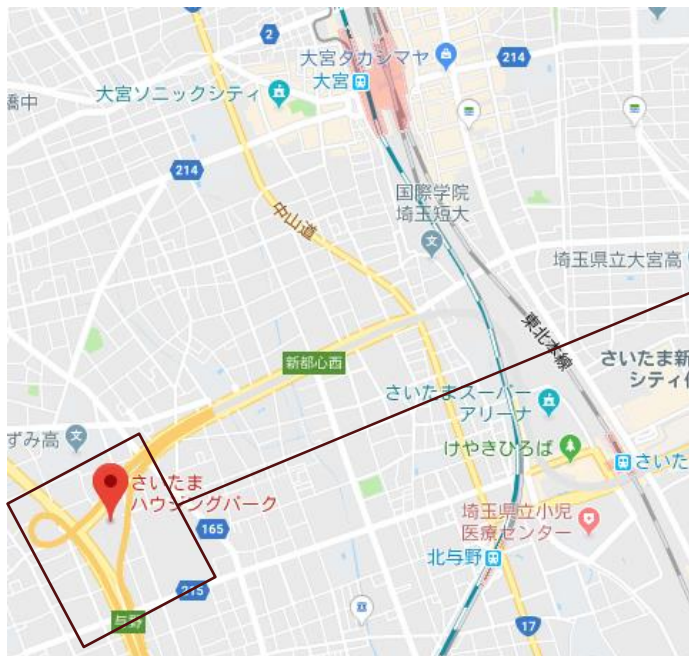 2
大宮タカシマヤ
大宮
214
大宮ソニックシティ
橋中
214
国際学院
埼玉短大
中山道
埼玉県立大宮高
東北本線
新都心西
さいたま新
シティ
さいたまスーパー
アリーナ
ずみ高
けやきひろば
さいた
さいたま
ハウジングパーク
埼玉県立小児
医療センター
165
北与野
215
与野
17